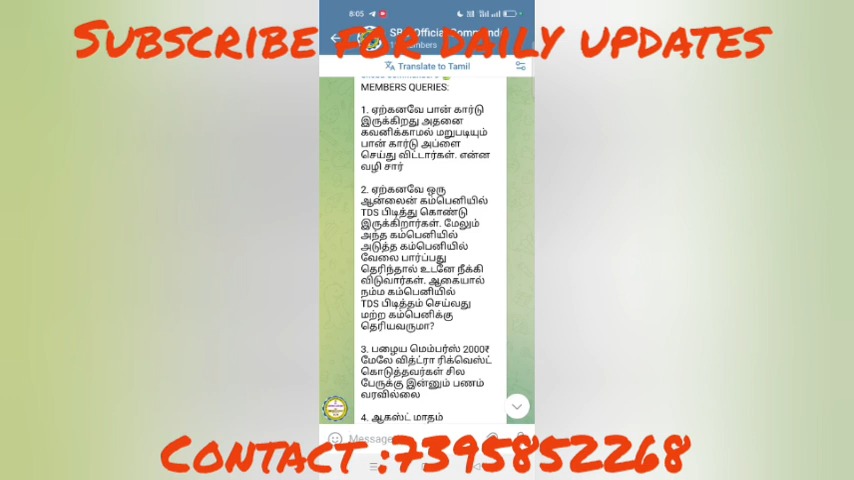 SUBSCRIBE FOR DAILY UPDATES
8:05
Translate to Tamil
MEMBERS QUERIES:
1. ஏற்கனவே பான் கார்டு
இருக்கிறது அதனை
கவனிக்காமல் மறுபடியும்
பான் கார்டு அப்ளை
செய்து விட்டார்கள். என்ன
வழி சார்
2. ஏற்கனவே ஒரு
ஆன்லைன் கம்பெனியில்
TDS பிடித்து கொண்டு
இருக்கிறார்கள். மேலும்
அந்த கம்பெனியில்
அடுத்த கம்பெனியில்
வேலை பார்ப்பது
தெரிந்தால் உடனே நீக்கி
விடுவார்கள். ஆகையால்
நம்ம கம்பெனியில்
TDS பிடித்தம் செய்வது
மற்ற கம்பெனிக்கு
தெரியவருமா?
3. பழைய மெம்பர்ஸ் 2000₹
மேலே வித்ட்ரா ரிக்வெஸ்ட்
கொடுத்தவர்கள் சில
பேருக்கு இன்னும் பணம்
வரவில்லை
4. ஆகஸ்ட் மாதம்
Message
CONTACT :7395852268